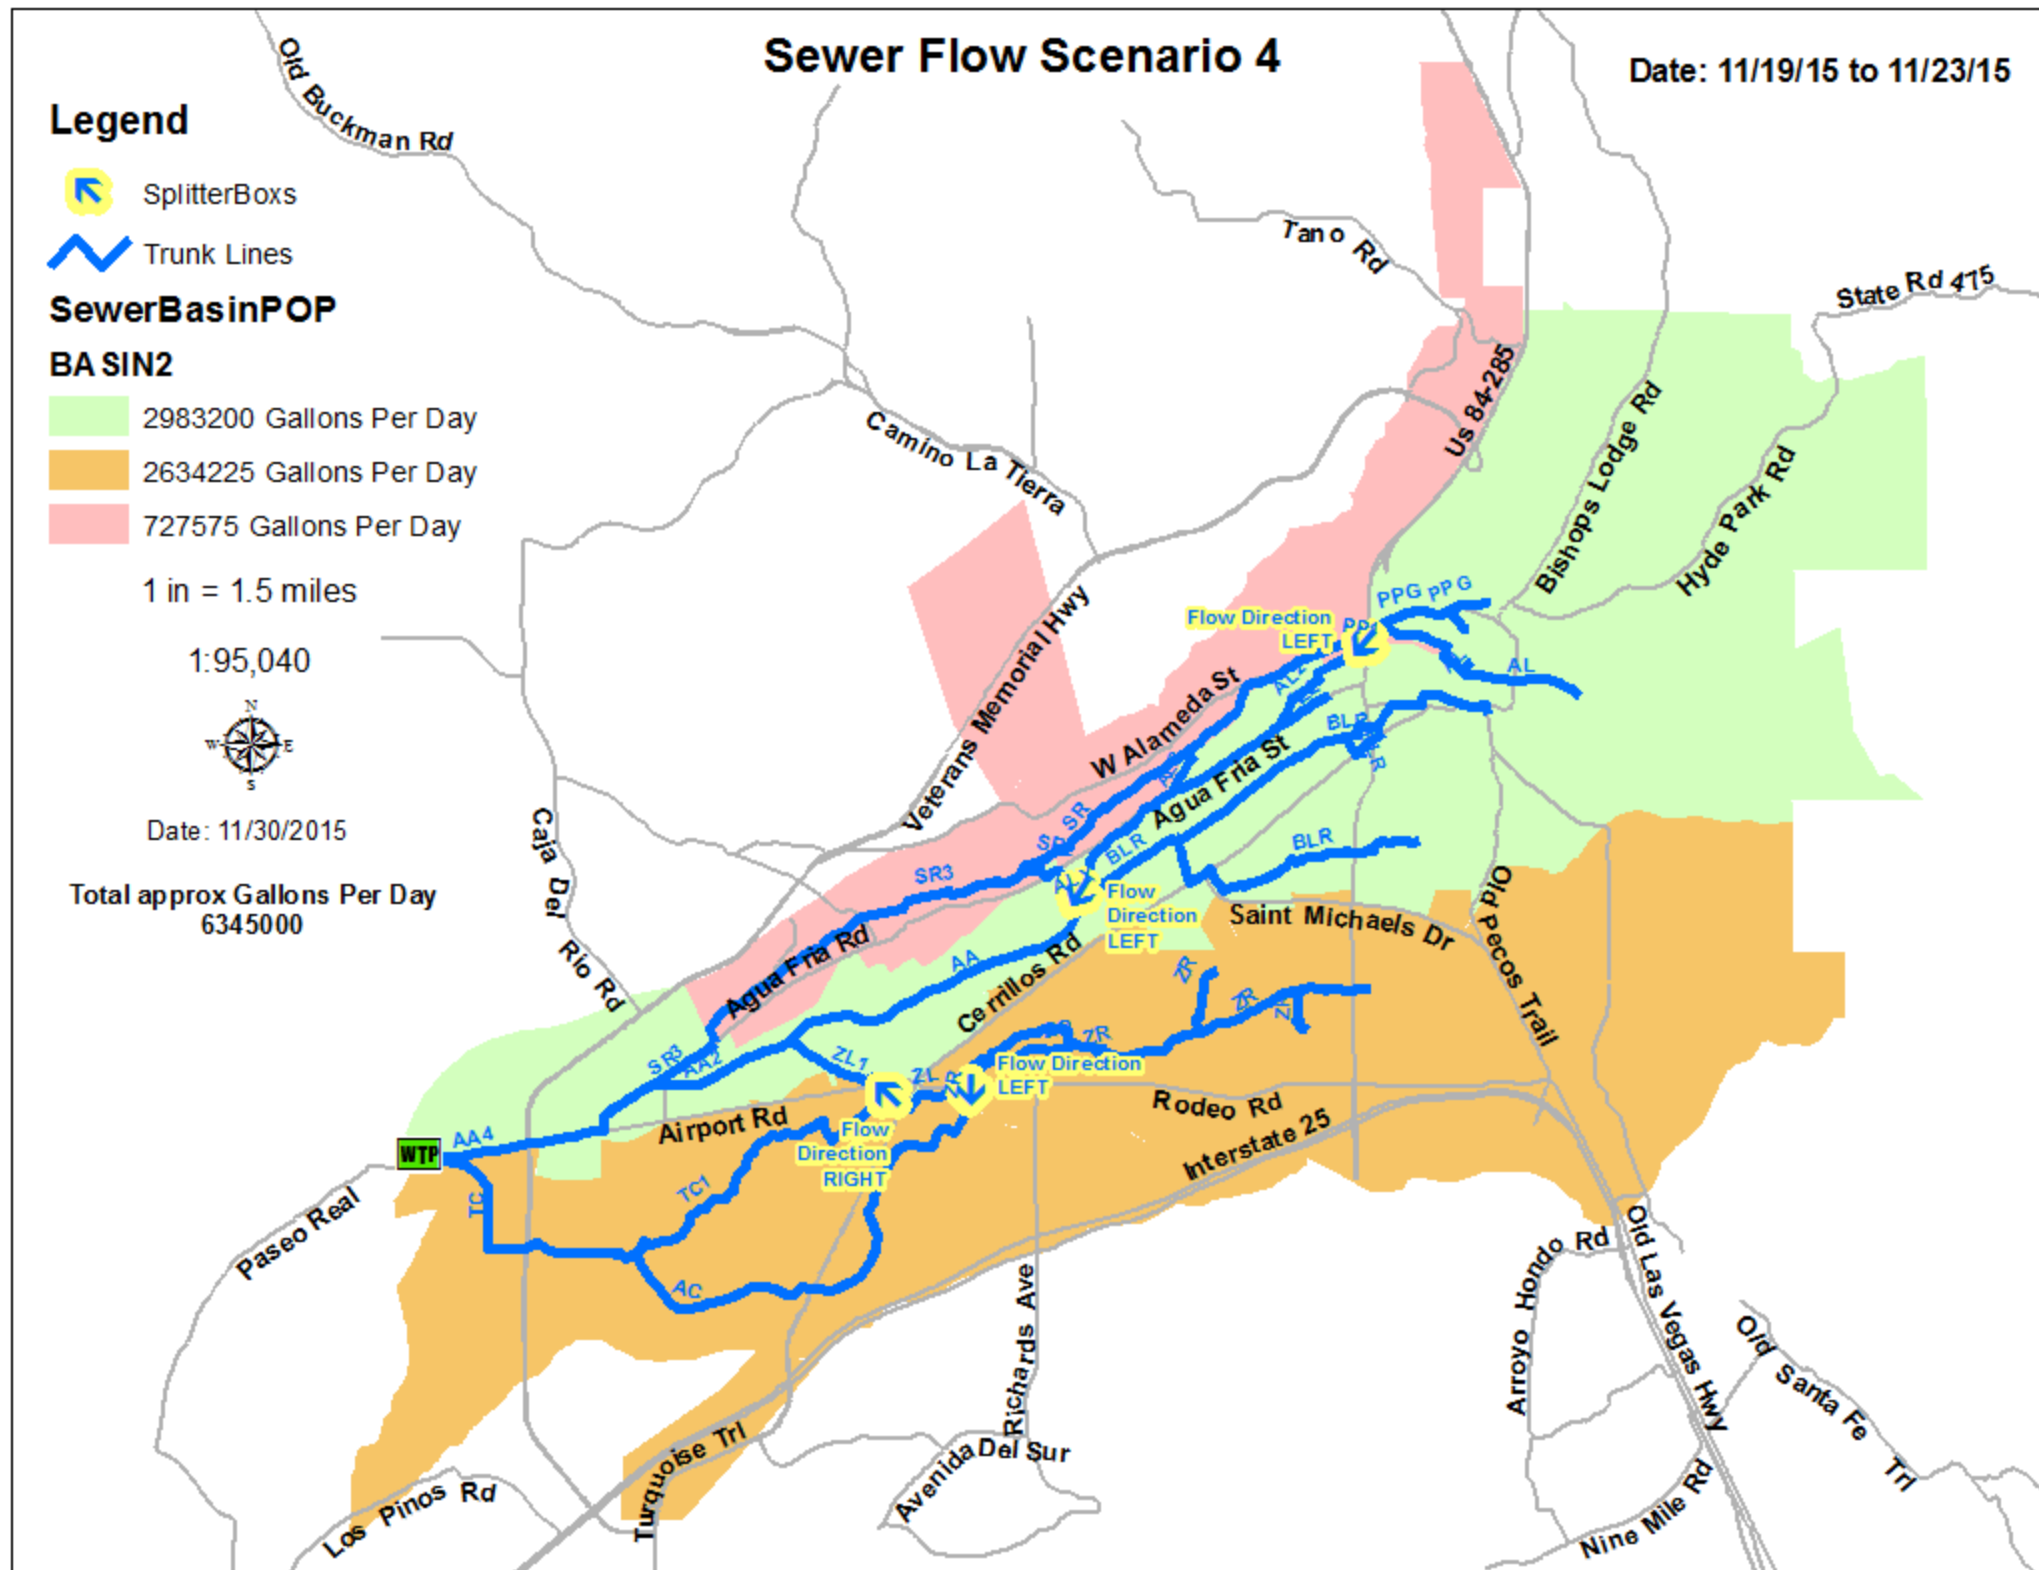 Sewer Flow Scenario 4
Date: 11/19/15 to 11/23/15
Legend
SplitterBoxs
Trunk Lines
SewerBasinPOP
BASIN2
2983200 Gallons Per Day
2634225 Gallons Per Day
727575 Gallons Per Day
1 in = 1.5 miles
1:95,040
N
W
E
S
Date: 11/30/2015
Total approx Gallons Per Day
6345000
Old Buckman Rd
Tano Rd
State Rd 475
Us 84-285
Bishops Lodge Rd
Hyde Park Rd
Camino La Tierra
Veterans Memorial Hwy
W Alameda St
Agua Fria St
PPG
pPG
Flow Direction
LEFT
AL
BLR
BLR
BLR
SR
SR3
Caja Del Rio Rd
Agua Fria Rd
Flow
Direction
LEFT
Saint Michaels Dr
Old Pecos Trail
AA
Cerrillos Rd
ZR
ZR
ZR
Flow Direction
LEFT
SR3
AA2
ZL1
ZL
ZR
Airport Rd
Rodeo Rd
Interstate 25
Flow
Direction
RIGHT
AA4
WTP
TC
TC1
AC
Paseo Real
Richards Ave
Avenida Del Sur
Turquoise Trl
Los Pinos Rd
Arroyo Hondo Rd
Old Las Vegas Hwy
Old Santa Fe Trl
Nine Mile Rd